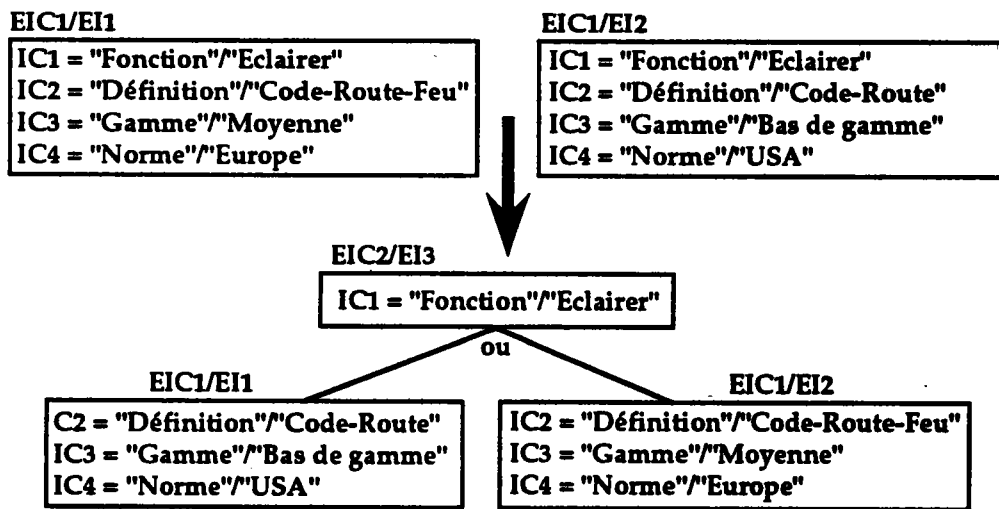 EIC1/EI1
IC1 = "Fonction"/"Eclairer"
IC2 = "Définition"/"Code-Route-Feu"
IC3 = "Gamme"/"Moyenne"
IC4 = "Norme"/"Europe"
EIC1/EI2
IC1 = "Fonction"/"Eclairer"
IC2 = "Définition"/"Code-Route"
IC3 = "Gamme"/"Bas de gamme"
IC4 = "Norme"/"USA"
EIC2/EI3
IC1 = "Fonction"/"Eclairer"
ou
EIC1/EI1
C2 = "Définition"/"Code-Route"
IC3 = "Gamme"/"Bas de gamme"
IC4 = "Norme"/"USA"
EIC1/EI2
IC2 = "Définition"/"Code-Route-Feu"
IC3 = "Gamme"/"Moyenne"
IC4 = "Norme"/"Europe"